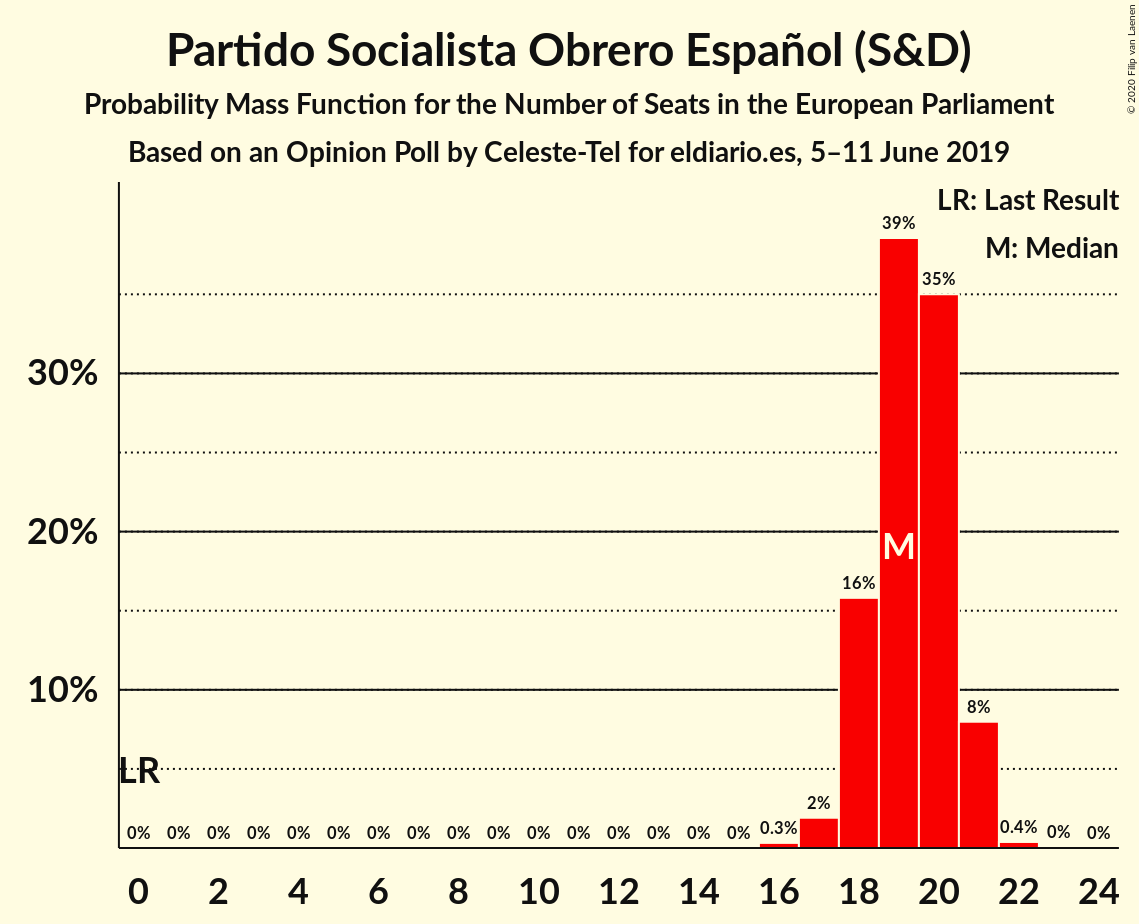 Partido Socialista Obrero Español (S&D)
Probability Mass Function for the Number of Seats in the European Parliament
Based on an Opinion Poll by Celeste-Tel for eldiario.es, 5–11 June 2019
© 2020 Filip van Laenen
LR: Last Result
M: Median
39%
35%
30%
20%
M
16%
10%
8%
LR
2%
0% 0% 0% 0% 0% 0% 0% 0% 0% 0% 0% 0% 0% 0% 0% 0% 0.3% 0.4% 0% 0%
0 2 4 6 8 10 12 14 16 18 20 22 24